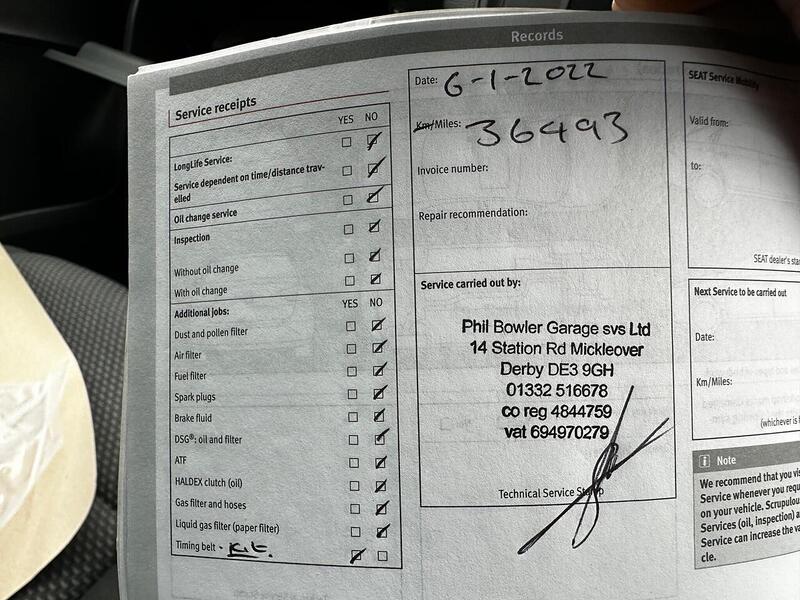 Records
Service receipts
YES NO
LongLife Service:
Service dependent on time/distance trav-
elled
Oil change service
Inspection
Without oil change
With oil change
Additional jobs: YES NO
Dust and pollen filter
Air filter
Fuel filter
Spark plugs
Brake fluid
DSG®: oil and filter
ATF
HALDEX clutch (oil)
Gas filter and hoses
Liquid gas filter (paper filter)
Timing belt - Kit.
Date: 6-1-2022
Km/Miles: 36493
Invoice number:
Repair recommendation:
Service carried out by:
Phil Bowler Garage svs Ltd
14 Station Rd Mickleover
Derby DE3 9GH
01332 516678
co reg 4844759
vat 694970279
Technical Service Stamp
SEAT Service Mobility
Valid from:
to:
SEAT dealer's sta
Next Service to be carried out
Date:
Km/Miles:
(whichever is
i Note
We recommend that you vis
Service whenever you requ
on your vehicle. Scrupulou
Services (oil, inspection) a
Service can increase the va
cle.